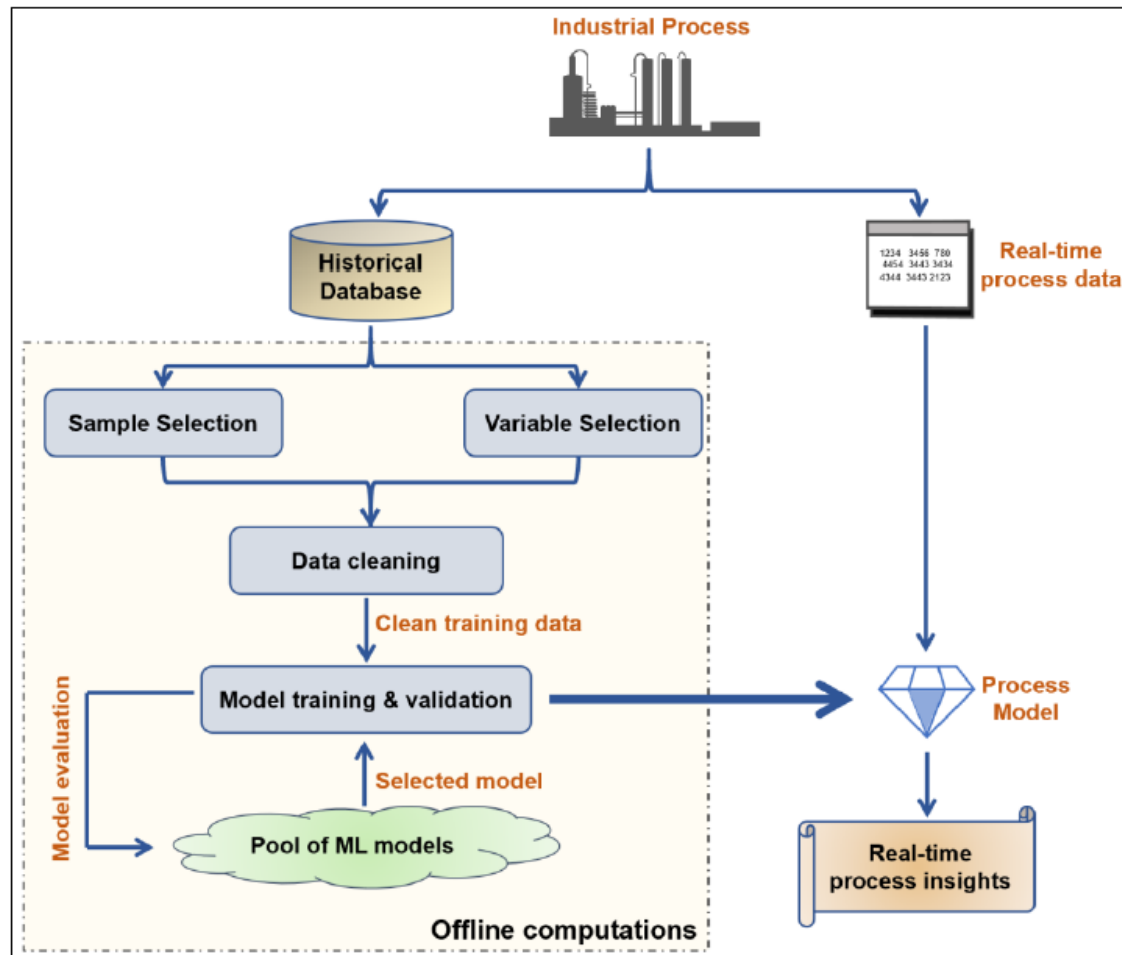 Industrial Process
Historical
Database
1234 3456 780
4454 3443 3434
4344 3443 2123
Real-time
process data
Sample Selection
Variable Selection
Data cleaning
Clean training data
Model training & validation
Process
Model
Model evaluation
Selected model
Pool of ML models
Real-time
process insights
Offline computations